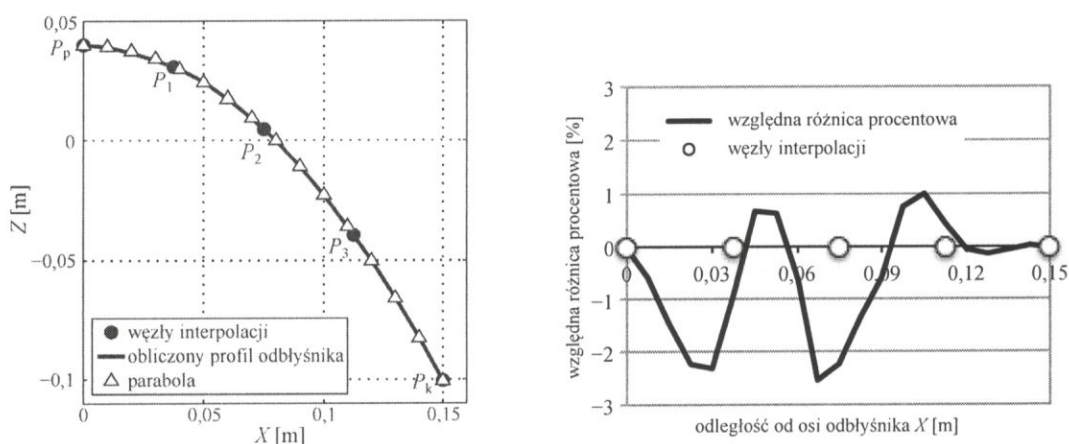 0,05
0
−0,05
−0,1
Z [m]
P_p
P_1
P_2
P_3
P_k
węzły interpolacji
obliczony profil odbłyśnika
parabola
0
0,05
0,1
0,15
X [m]
3
2
1
0
−1
−2
−3
względna różnica procentowa [%]
względna różnica procentowa
węzły interpolacji
0
0,03
0,06
0,09
0,12
0,15
odległość od osi odbłyśnika X [m]